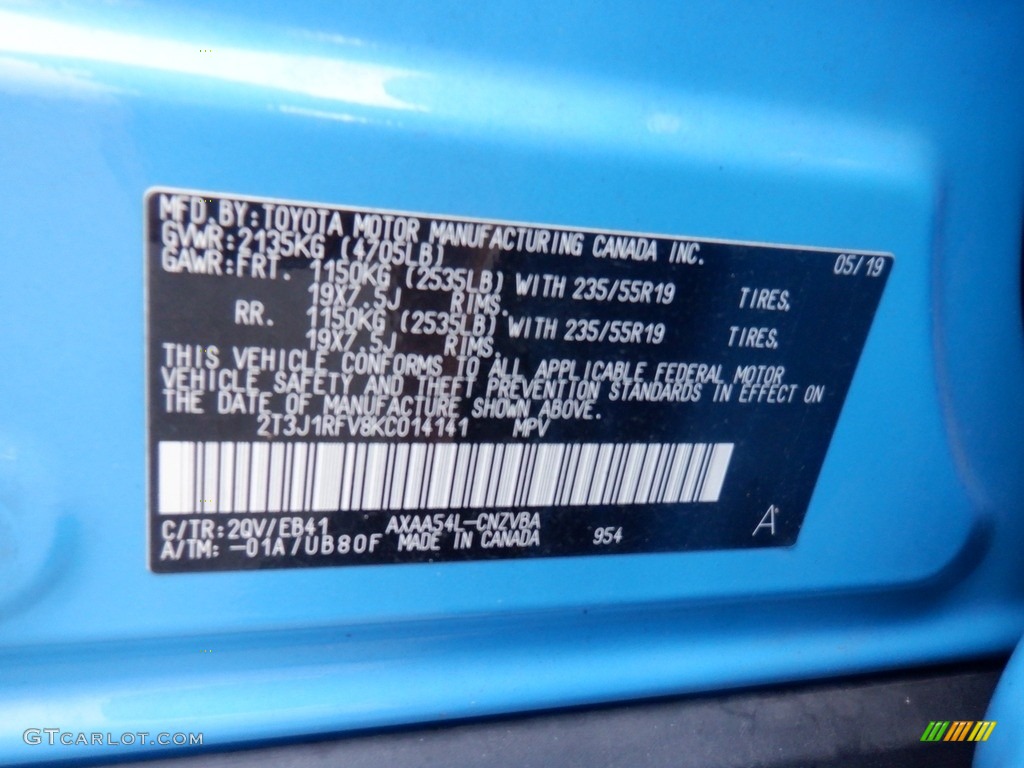 MFD.BY:TOYOTA MOTOR MANUFACTURING CANADA INC.
GVWR:2135KG (4705LB) 05/19
GAWR:FRT. 1150KG (2535LB) WITH 235/55R19 TIRES,
19X7.5J RIMS.
RR. 1150KG (2535LB) WITH 235/55R19 TIRES,
19X7.5J RIMS.
THIS VEHICLE CONFORMS TO ALL APPLICABLE FEDERAL MOTOR
VEHICLE SAFETY AND THEFT PREVENTION STANDARDS IN EFFECT ON
THE DATE OF MANUFACTURE SHOWN ABOVE.
2T3J1RFV8KC014141 MPV
C/TR:2QV/EB41 AXAA54L-CNZVBA
A/TM: -01A/UB80F MADE IN CANADA 954 A
GTCARLOT.COM